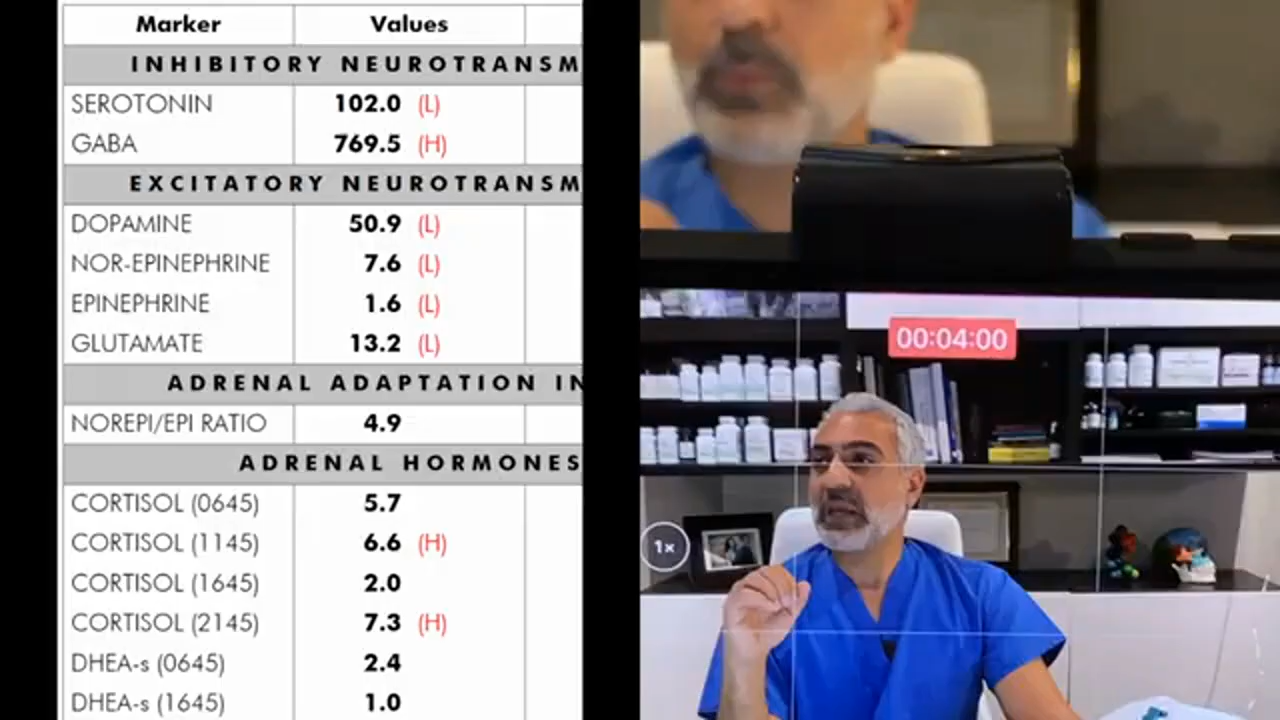 Marker Values
INHIBITORY NEUROTRANSM
SEROTONIN 102.0 (L)
GABA 769.5 (H)
EXCITATORY NEUROTRANSM
DOPAMINE 50.9 (L)
NOR-EPINEPHRINE 7.6 (L)
EPINEPHRINE 1.6 (L)
GLUTAMATE 13.2 (L)
ADRENAL ADAPTATION IN
NOREPI/EPI RATIO 4.9
ADRENAL HORMONES
CORTISOL (0645) 5.7
CORTISOL (1145) 6.6 (H)
CORTISOL (1645) 2.0
CORTISOL (2145) 7.3 (H)
DHEA-s (0645) 2.4
DHEA-s (1645) 1.0
00:04:00
1x